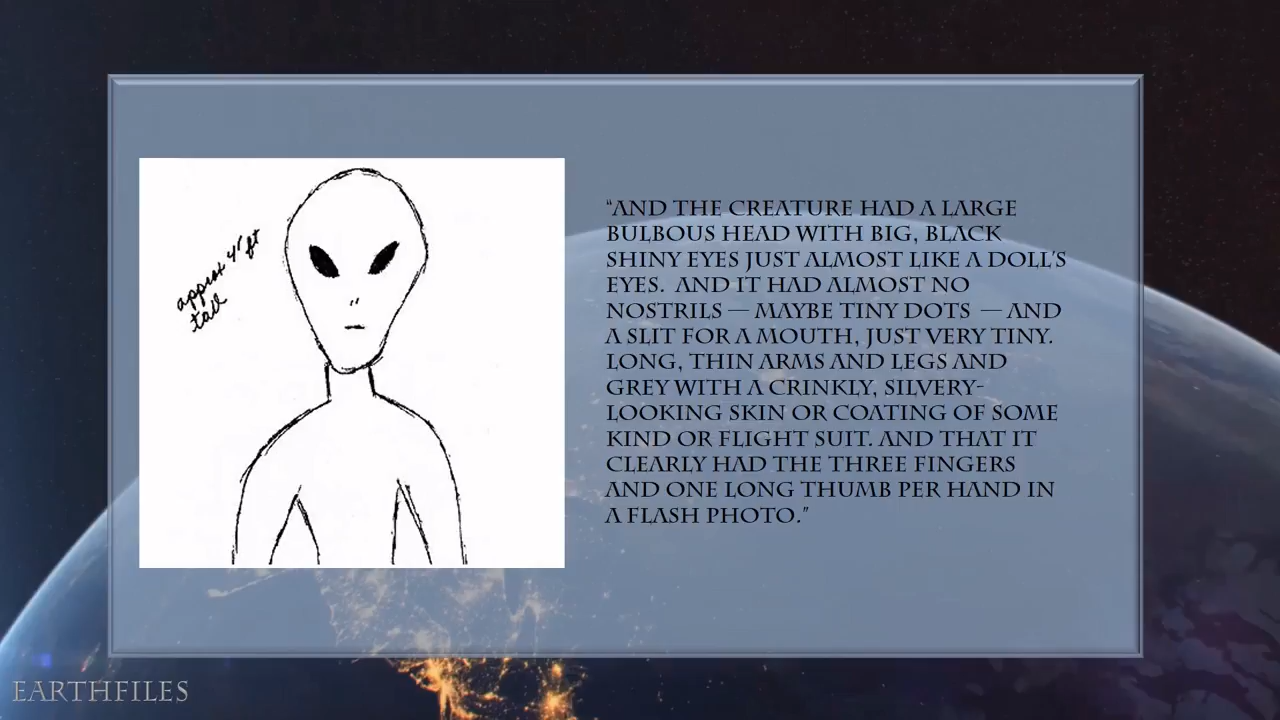 approx 4' ft
tall
“AND THE CREATURE HAD A LARGE
BULBOUS HEAD WITH BIG, BLACK
SHINY EYES JUST ALMOST LIKE A DOLL'S
EYES.  AND IT HAD ALMOST NO
NOSTRILS — MAYBE TINY DOTS  — AND
A SLIT FOR A MOUTH, JUST VERY TINY.
LONG, THIN ARMS AND LEGS AND
GREY WITH A CRINKLY, SILVERY-
LOOKING SKIN OR COATING OF SOME
KIND OR FLIGHT SUIT. AND THAT IT
CLEARLY HAD THE THREE FINGERS
AND ONE LONG THUMB PER HAND IN
A FLASH PHOTO.”
EARTHFILES